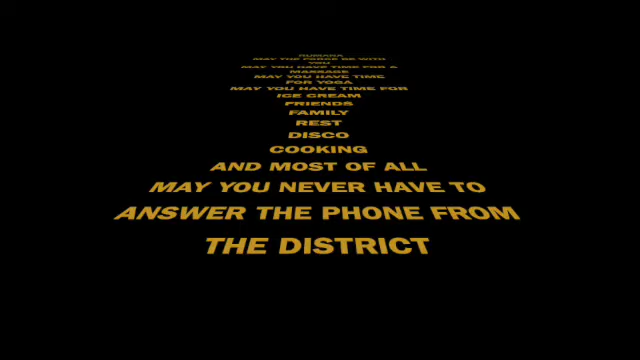 RUMANA
MAY THE FORCE BE WITH
YOU
MAY YOU HAVE TIME FOR A
MASSAGE
MAY YOU HAVE TIME
FOR YOGA
MAY YOU HAVE TIME FOR
ICE CREAM
FRIENDS
FAMILY
REST
DISCO
COOKING
AND MOST OF ALL
MAY YOU NEVER HAVE TO
ANSWER THE PHONE FROM
THE DISTRICT